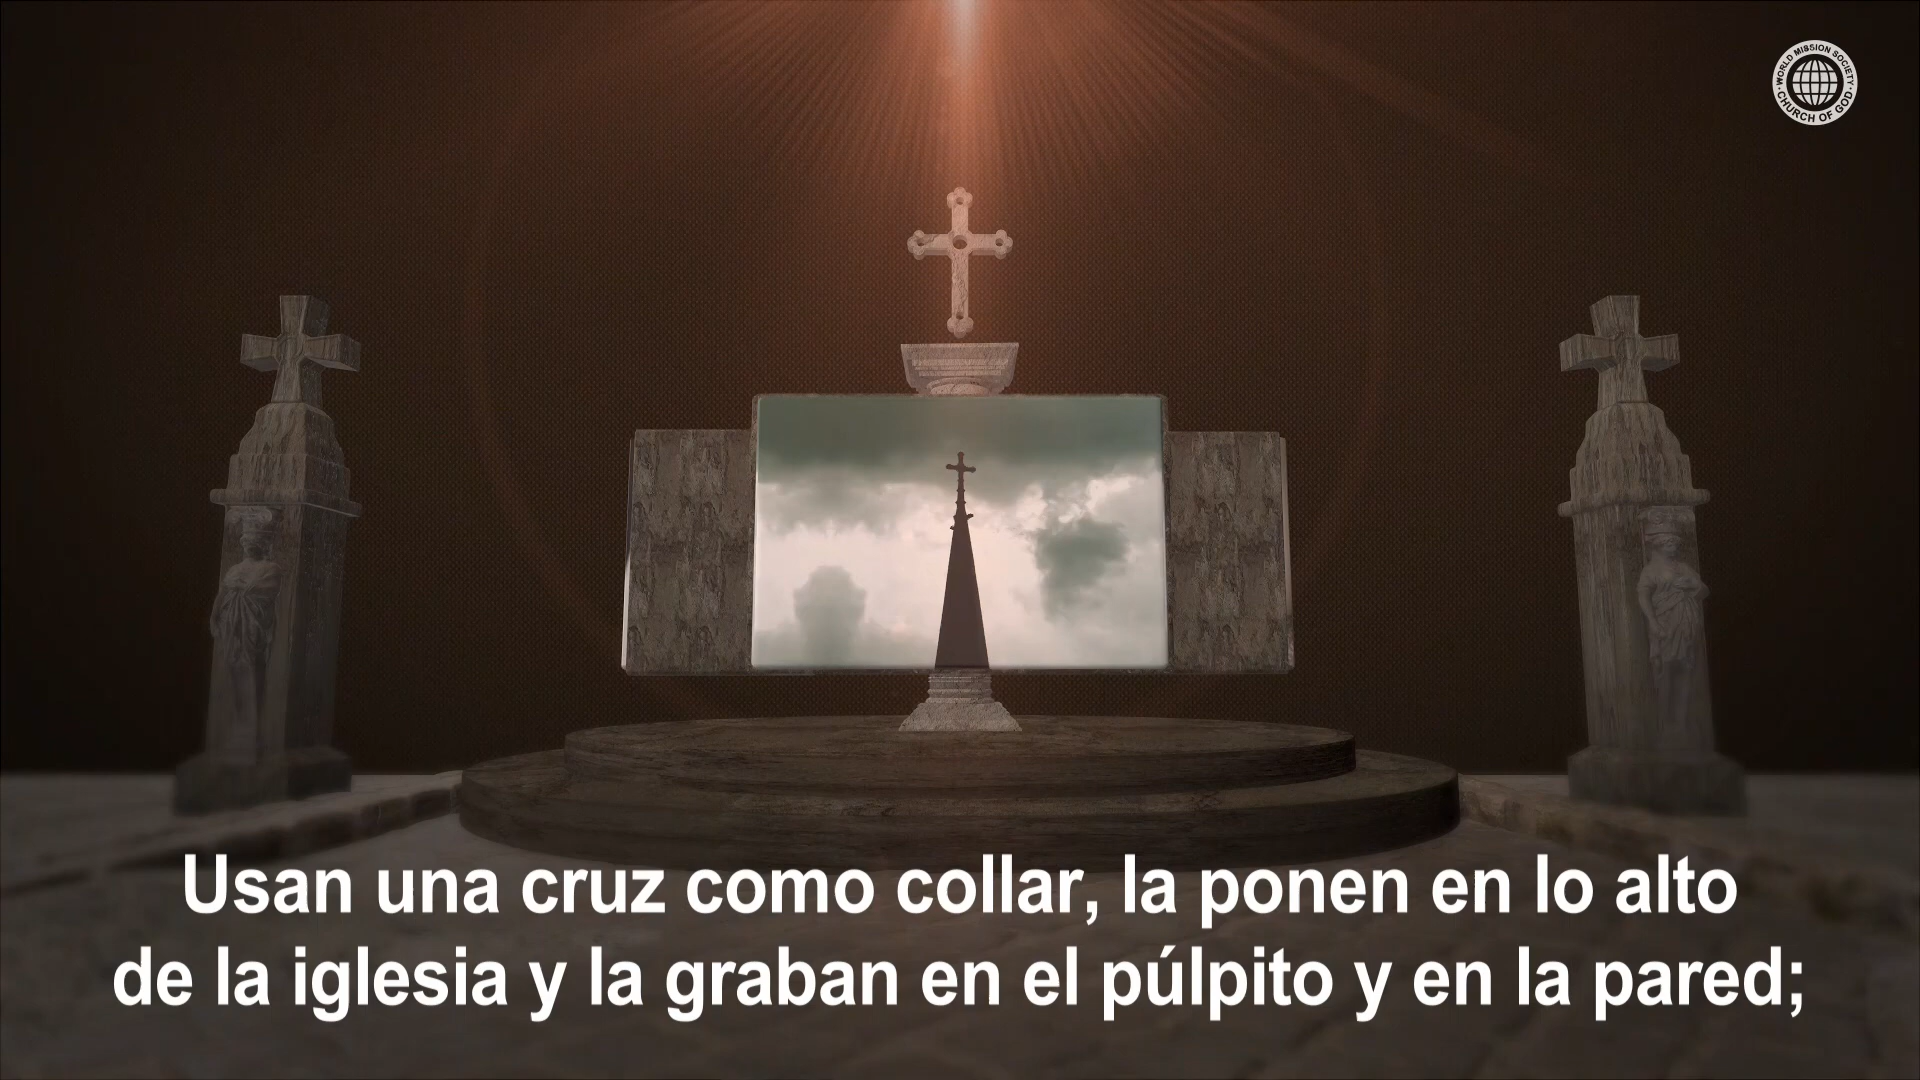 WORLD MISSION SOCIETY
CHURCH OF GOD
Usan una cruz como collar, la ponen en lo alto
de la iglesia y la graban en el púlpito y en la pared;